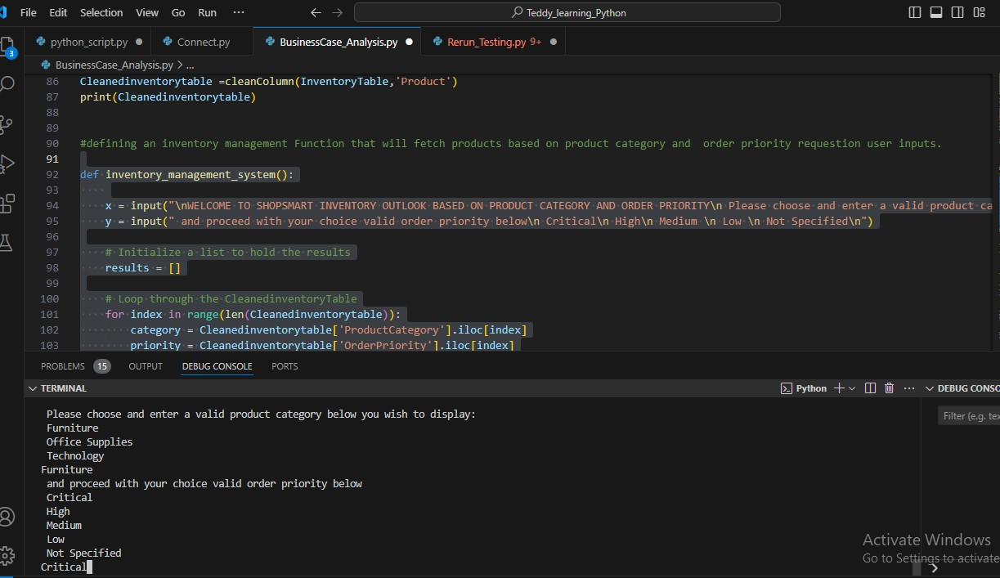 File Edit Selection View Go Run ··· Teddy_learning_Python
python_script.py Connect.py BusinessCase_Analysis.py Rerun_Testing.py 9+
3
BusinessCase_Analysis.py > ...
86 Cleanedinventorytable =cleanColumn(InventoryTable,'Product')
87 print(Cleanedinventorytable)
88
89
90 #defining an inventory management Function that will fetch products based on product category and  order priority requestion user inputs.
91
92 def inventory_management_system():
93
94 x = input("\nWELCOME TO SHOPSMART INVENTORY OUTLOOK BASED ON PRODUCT CATEGORY AND ORDER PRIORITY\n Please choose and enter a valid product ca
95 y = input(" and proceed with your choice valid order priority below\n Critical\n High\n Medium \n Low \n Not Specified\n")
96
97 # Initialize a list to hold the results
98 results = []
99
100 # Loop through the CleanedinventoryTable
101 for index in range(len(Cleanedinventorytable)):
102 category = Cleanedinventorytable['ProductCategory'].iloc[index]
103 priority = Cleanedinventorytable['OrderPriority'].iloc[index]
PROBLEMS 15 OUTPUT DEBUG CONSOLE PORTS
TERMINAL Python DEBUG CONSO
Filter (e.g. tex
Please choose and enter a valid product category below you wish to display:
Furniture
Office Supplies
Technology
Furniture
and proceed with your choice valid order priority below
Critical
High
Medium
Low
Not Specified
Critical
Activate Windows
Go to Settings to activate